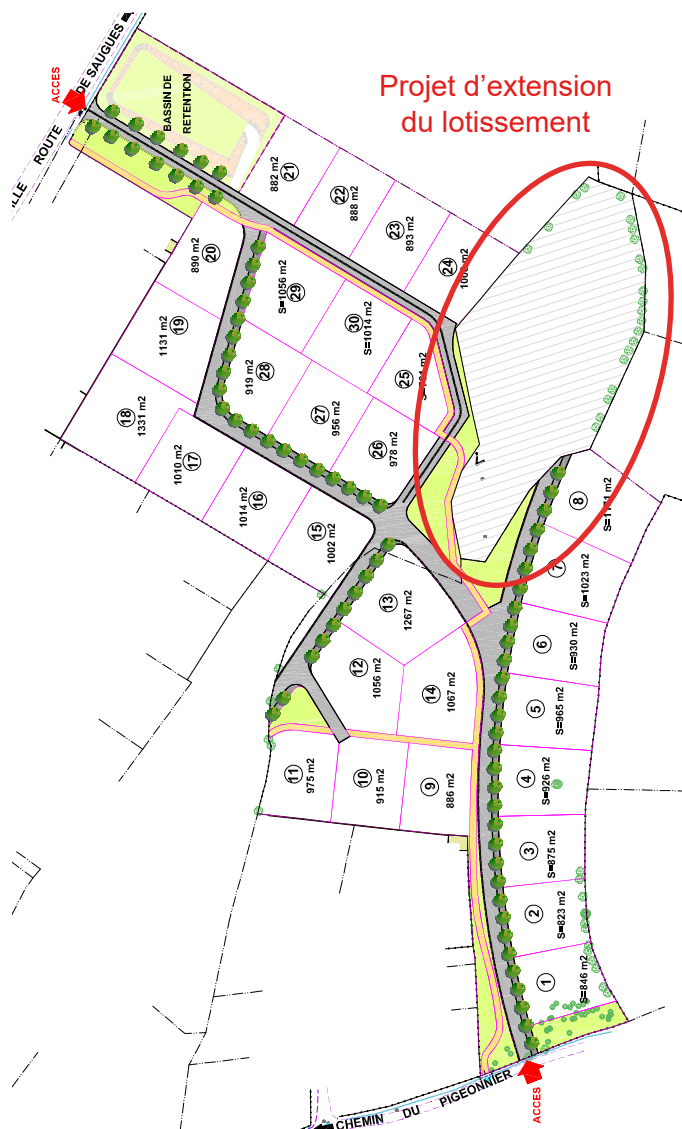 DE SAUGUES
ROUTE
LLE
ACCES
BASSIN DE
RETENTION
Projet d’extension
du lotissement
21
882 m2
22
888 m2
23
893 m2
24
20
890 m2
29
S=1056 m2
30
S=1014 m2
25
19
1131 m2
28
919 m2
27
956 m2
26
978 m2
18
1331 m2
17
1010 m2
16
1014 m2
15
1002 m2
8
S=1171 m2
7
S=1023 m2
6
S=930 m2
5
S=965 m2
4
S=926 m2
3
S=875 m2
2
S=823 m2
1
S=846 m2
13
1267 m2
12
1056 m2
14
1067 m2
11
975 m2
10
915 m2
9
886 m2
CHEMIN DU PIGEONNIER
ACCES